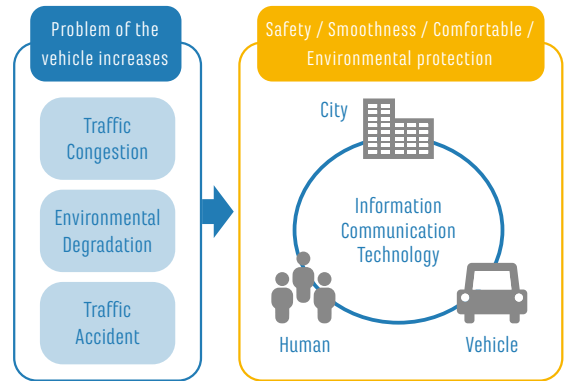 Problem of the
vehicle increases
Traffic
Congestion
Environmental
Degradation
Traffic
Accident
Safety / Smoothness / Comfortable /
Environmental protection
City
Information
Communication
Technology
Human
Vehicle